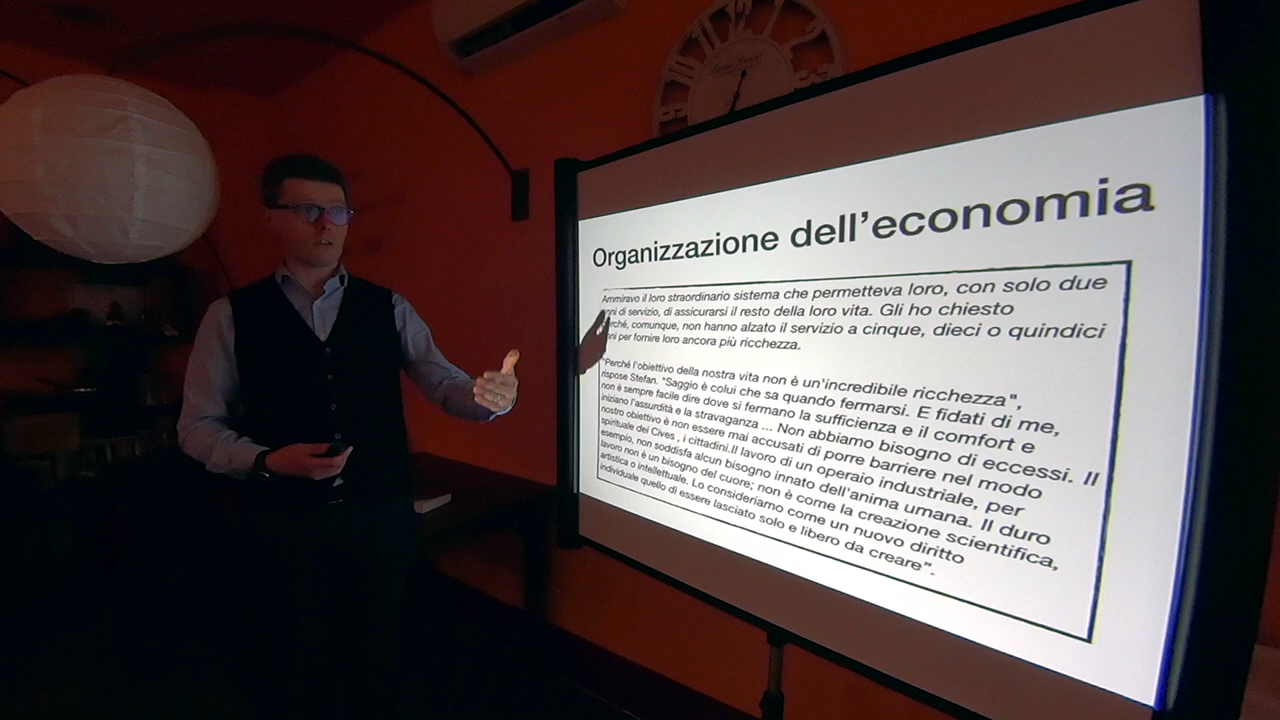 Organizzazione dell'economia
Ammiravo il loro straordinario sistema che permetteva loro, con solo due
anni di servizio, di assicurarsi il resto della loro vita. Gli ho chiesto
perché, comunque, non hanno alzato il servizio a cinque, dieci o quindici
anni per fornire loro ancora più ricchezza.
"Perché l'obiettivo della nostra vita non è un'incredibile ricchezza",
rispose Stefan. "Saggio è colui che sa quando fermarsi. E fidati di me,
non è sempre facile dire dove si fermano la sufficienza e il comfort e
iniziano l'assurdità e la stravaganza ... Non abbiamo bisogno di eccessi. Il
nostro obiettivo è non essere mai accusati di porre barriere nel modo
spirituale dei Cives , i cittadini.Il lavoro di un operaio industriale, per
esempio, non soddisfa alcun bisogno innato dell'anima umana. Il duro
lavoro non è un bisogno del cuore; non è come la creazione scientifica,
artistica o intellettuale. Lo consideriamo come un nuovo diritto
individuale quello di essere lasciato solo e libero da creare".